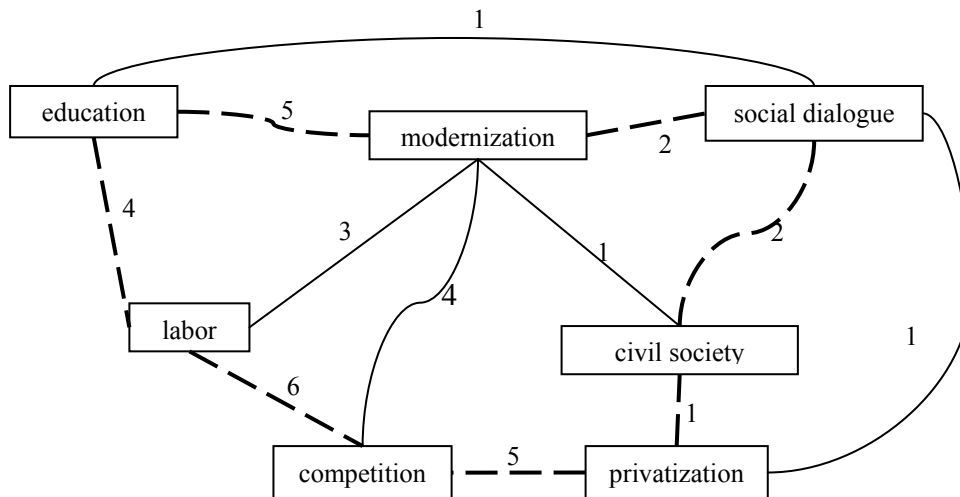 1
education
5
modernization
2
social dialogue
4
3
4
1
2
labor
civil society
1
6
1
competition
5
privatization